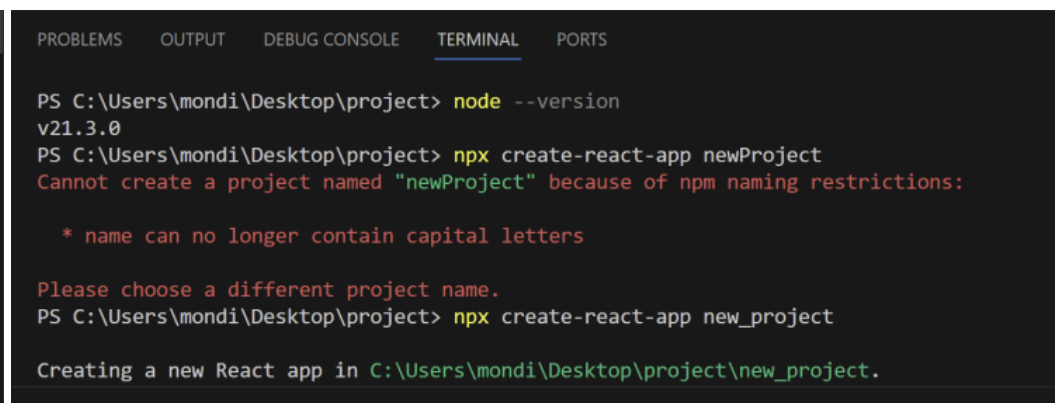 PROBLEMS OUTPUT DEBUG CONSOLE TERMINAL PORTS
PS C:\Users\mondi\Desktop\project> node --version
v21.3.0
PS C:\Users\mondi\Desktop\project> npx create-react-app newProject
Cannot create a project named "newProject" because of npm naming restrictions:
* name can no longer contain capital letters
Please choose a different project name.
PS C:\Users\mondi\Desktop\project> npx create-react-app new_project
Creating a new React app in C:\Users\mondi\Desktop\project\new_project.